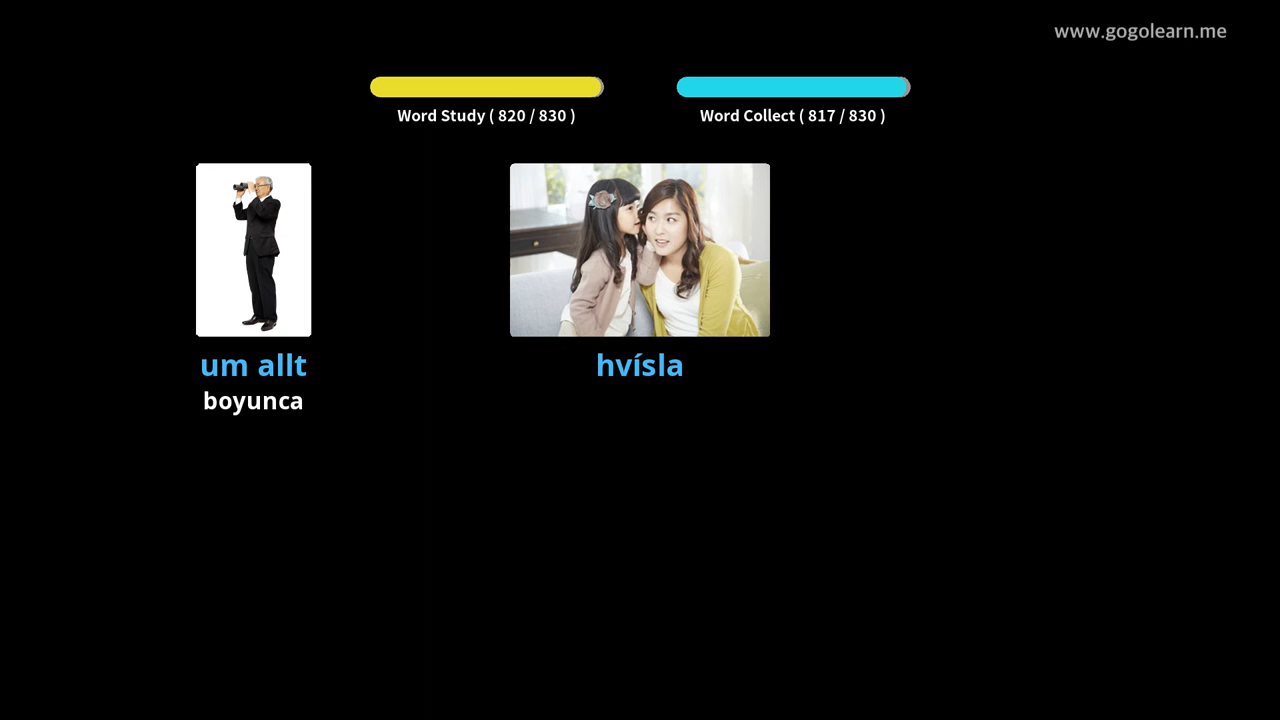 www.gogolearn.me
Word Study ( 820 / 830 )
Word Collect ( 817 / 830 )
um allt
boyunca
hvísla